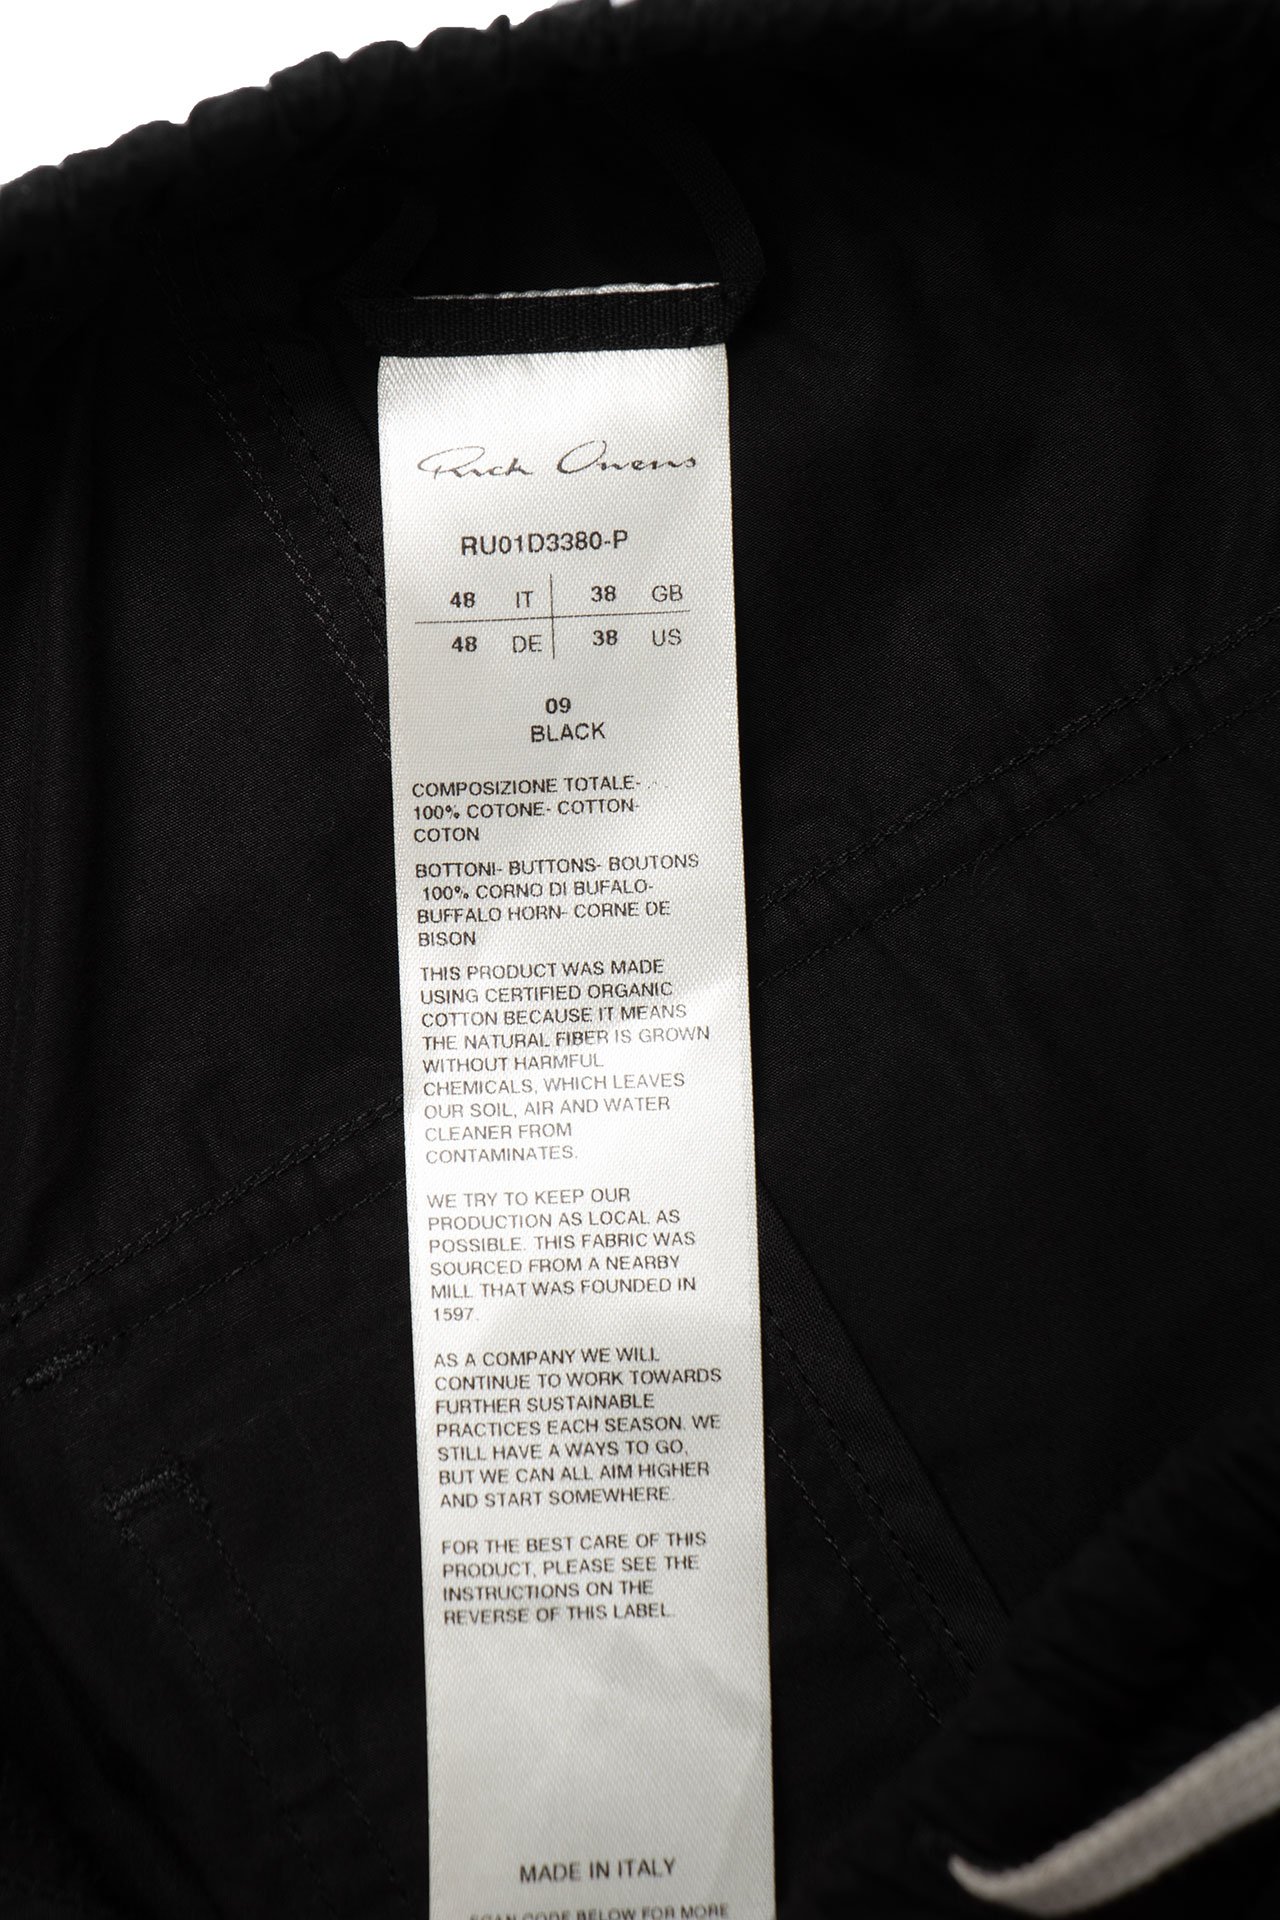 Rick Owens
RU01D3380-P
48 IT 38 GB
48 DE 38 US
09
BLACK
COMPOSIZIONE TOTALE-
100% COTONE- COTTON-
COTON
BOTTONI- BUTTONS- BOUTONS
100% CORNO DI BUFALO-
BUFFALO HORN- CORNE DE
BISON
THIS PRODUCT WAS MADE
USING CERTIFIED ORGANIC
COTTON BECAUSE IT MEANS
THE NATURAL FIBER IS GROWN
WITHOUT HARMFUL
CHEMICALS, WHICH LEAVES
OUR SOIL, AIR AND WATER
CLEANER FROM
CONTAMINATES.
WE TRY TO KEEP OUR
PRODUCTION AS LOCAL AS
POSSIBLE. THIS FABRIC WAS
SOURCED FROM A NEARBY
MILL THAT WAS FOUNDED IN
1597.
AS A COMPANY WE WILL
CONTINUE TO WORK TOWARDS
FURTHER SUSTAINABLE
PRACTICES EACH SEASON. WE
STILL HAVE A WAYS TO GO,
BUT WE CAN ALL AIM HIGHER
AND START SOMEWHERE.
FOR THE BEST CARE OF THIS
PRODUCT, PLEASE SEE THE
INSTRUCTIONS ON THE
REVERSE OF THIS LABEL.
MADE IN ITALY
SCAN CODE BELOW FOR MORE